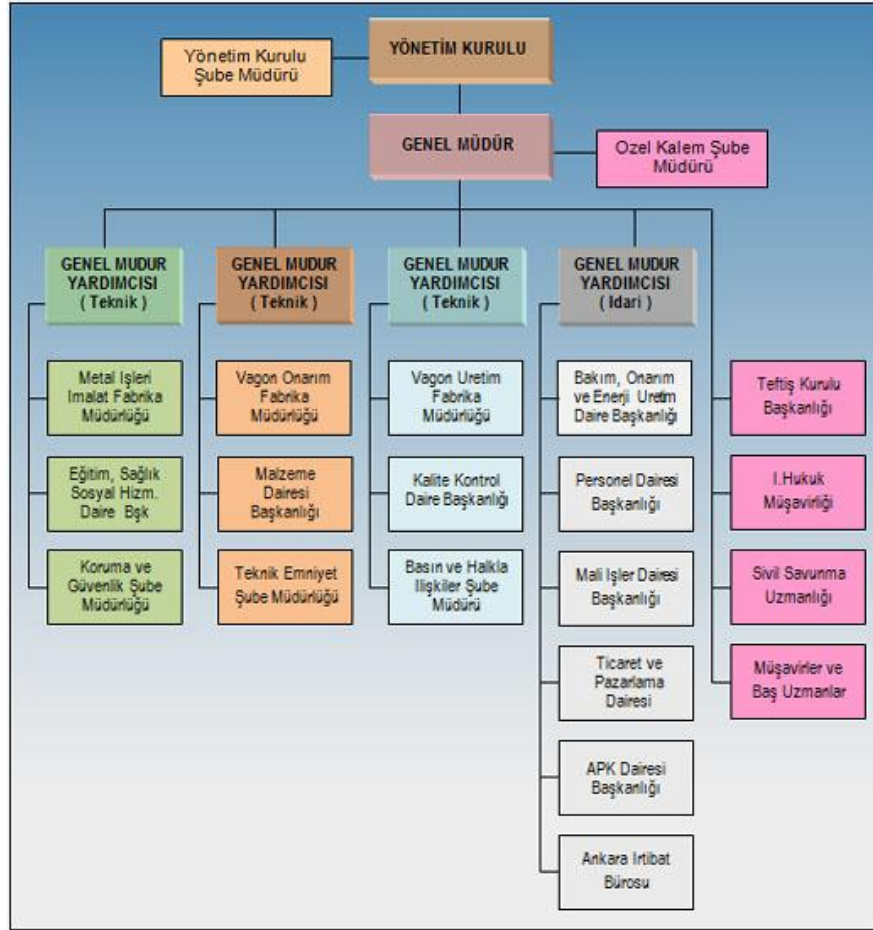 YÖNETİM KURULU
Yönetim Kurulu
Şube Müdürü
GENEL MÜDÜR
Ozel Kalem Şube
Müdürü
GENEL MUDUR
YARDIMCISI
( Teknik )
GENEL MUDUR
YARDIMCISI
( Teknik )
GENEL MUDUR
YARDIMCISI
( Teknik )
GENEL MUDUR
YARDIMCISI
( Idari )
Metal Işleri
Imalat Fabrika
Müdürlüğü
Vagon Onarım
Fabrika
Müdürlüğü
Vagon Uretim
Fabrika
Müdürlüğü
Bakım, Onarım
ve Enerji Uretim
Daire Başkanlığı
Teftiş Kurulu
Başkanlığı
Eğitim, Sağlık
Sosyal Hizm.
Daire Bşk
Malzeme
Dairesi
Başkanlığı
Kalite Kontrol
Daire Başkanlığı
Personel Dairesi
Başkanlığı
I.Hukuk
Müşavirliği
Koruma ve
Güvenlik Şube
Müdürlüğü
Teknik Emniyet
Şube Müdürlüğü
Basın ve Halkla
Ilişkiler Şube
Müdürü
Mali Işler Dairesi
Başkanlığı
Sivil Savunma
Uzmanlığı
Ticaret ve
Pazarlama
Dairesi
Müşavirler ve
Baş Uzmanlar
APK Dairesi
Başkanlığı
Ankara Irtibat
Bürosu